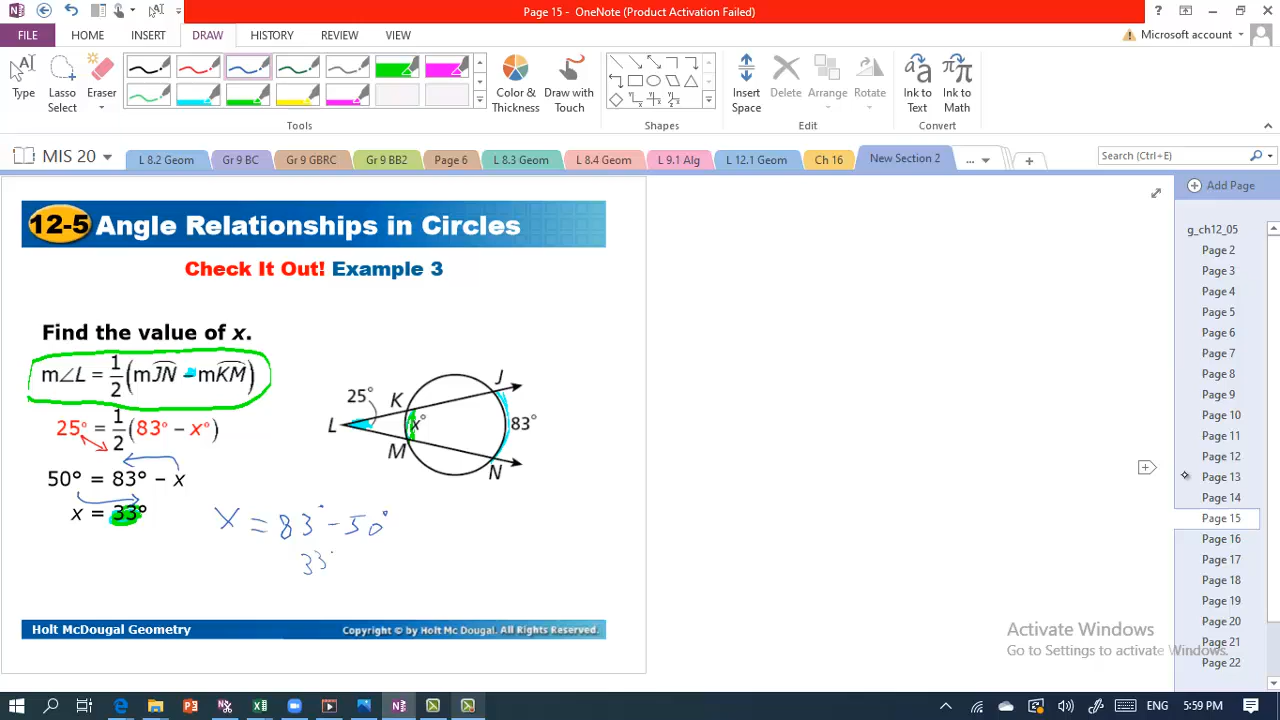 Page 15 - OneNote (Product Activation Failed)
FILE HOME INSERT DRAW HISTORY REVIEW VIEW
Microsoft account
Type
Lasso Select
Eraser
Color & Thickness
Draw with Touch
Insert Space
Delete
Arrange
Rotate
Ink to Text
Ink to Math
Tools
Shapes
Edit
Convert
MIS 20
L 8.2 Geom
Gr 9 BC
Gr 9 GBRC
Gr 9 BB2
Page 6
L 8.3 Geom
L 8.4 Geom
L 9.1 Alg
L 12.1 Geom
Ch 16
New Section 2
...
Search (Ctrl+E)
Add Page
12-5 Angle Relationships in Circles
Check It Out! Example 3
Find the value of x.
m∠L = 1/2 (mJN - mKM)
25° = 1/2 (83° – x°)
50° = 83° – x
x = 33°
X = 83° - 50°
33°
25°
K
J
L
x°
83°
M
N
Holt McDougal Geometry
Copyright © by Holt Mc Dougal. All Rights Reserved.
g_ch12_05
Page 2
Page 3
Page 4
Page 5
Page 6
Page 7
Page 8
Page 9
Page 10
Page 11
Page 12
Page 13
Page 14
Page 15
Page 16
Page 17
Page 18
Page 19
Page 20
Page 21
Page 22
Activate Windows
Go to Settings to activate Windows.
ENG
5:59 PM